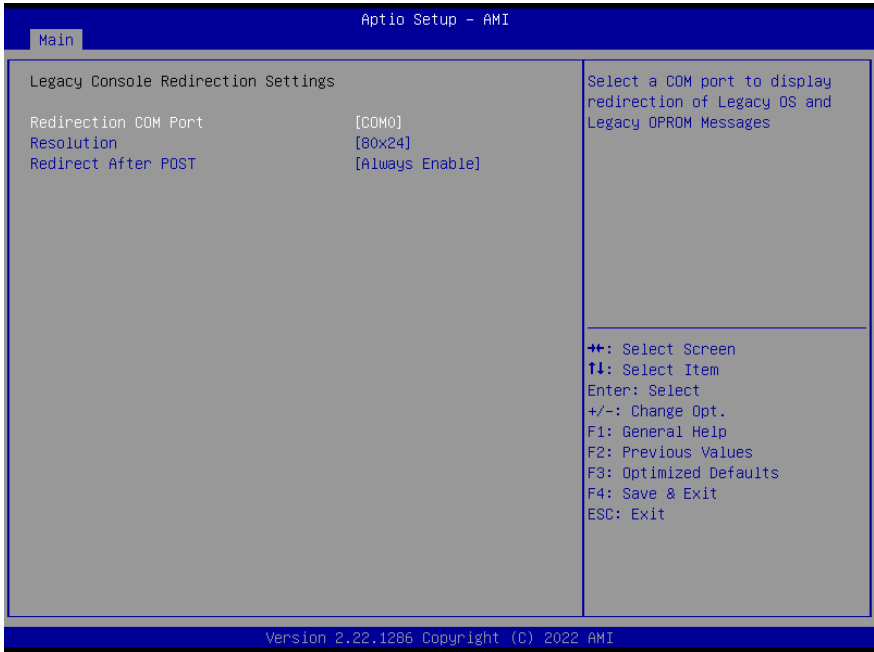 Aptio Setup – AMI
Main
Legacy Console Redirection Settings
Redirection COM Port [COM0]
Resolution [80x24]
Redirect After POST [Always Enable]
Select a COM port to display
redirection of Legacy OS and
Legacy OPROM Messages
→←: Select Screen
↑↓: Select Item
Enter: Select
+/-: Change Opt.
F1: General Help
F2: Previous Values
F3: Optimized Defaults
F4: Save & Exit
ESC: Exit
Version 2.22.1286 Copyright (C) 2022 AMI